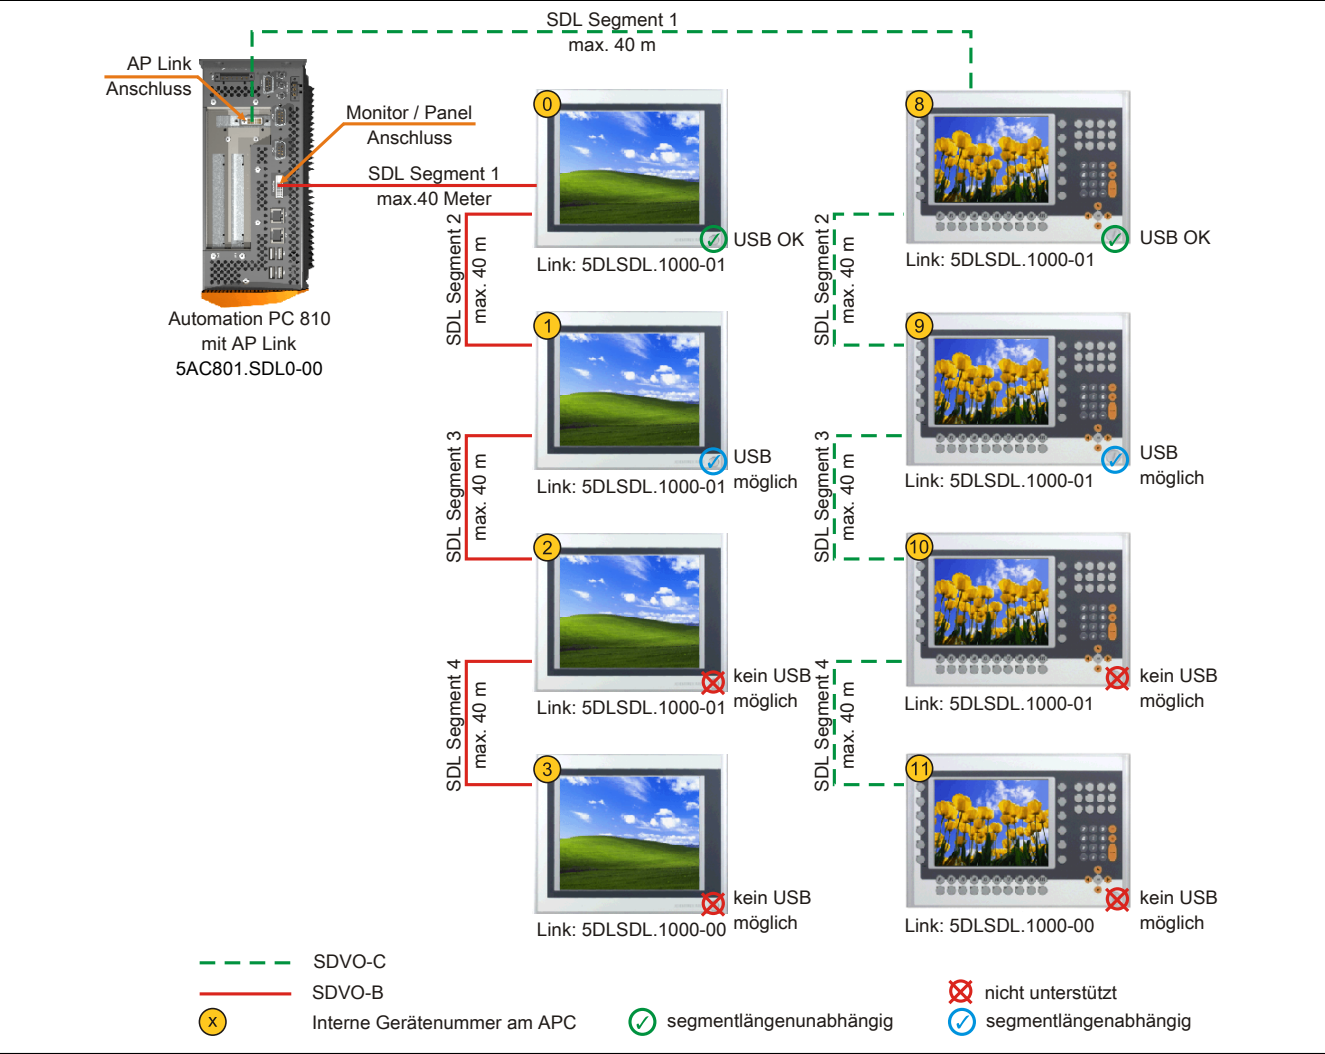 SDL Segment 1
max. 40 m
AP Link
Anschluss
Monitor / Panel
Anschluss
SDL Segment 1
max.40 Meter
Automation PC 810
mit AP Link
5AC801.SDL0-00
0
USB OK
Link: 5DLSDL.1000-01
SDL Segment 2
max. 40 m
1
USB
möglich
Link: 5DLSDL.1000-01
SDL Segment 3
max. 40 m
2
kein USB
möglich
Link: 5DLSDL.1000-01
SDL Segment 4
max. 40 m
3
kein USB
möglich
Link: 5DLSDL.1000-00
8
USB OK
Link: 5DLSDL.1000-01
SDL Segment 2
max. 40 m
9
USB
möglich
Link: 5DLSDL.1000-01
SDL Segment 3
max. 40 m
10
kein USB
möglich
Link: 5DLSDL.1000-01
SDL Segment 4
max. 40 m
11
kein USB
möglich
Link: 5DLSDL.1000-00
SDVO-C
SDVO-B
nicht unterstützt
x
Interne Gerätenummer am APC
segmentlängenunabhängig
segmentlängenabhängig